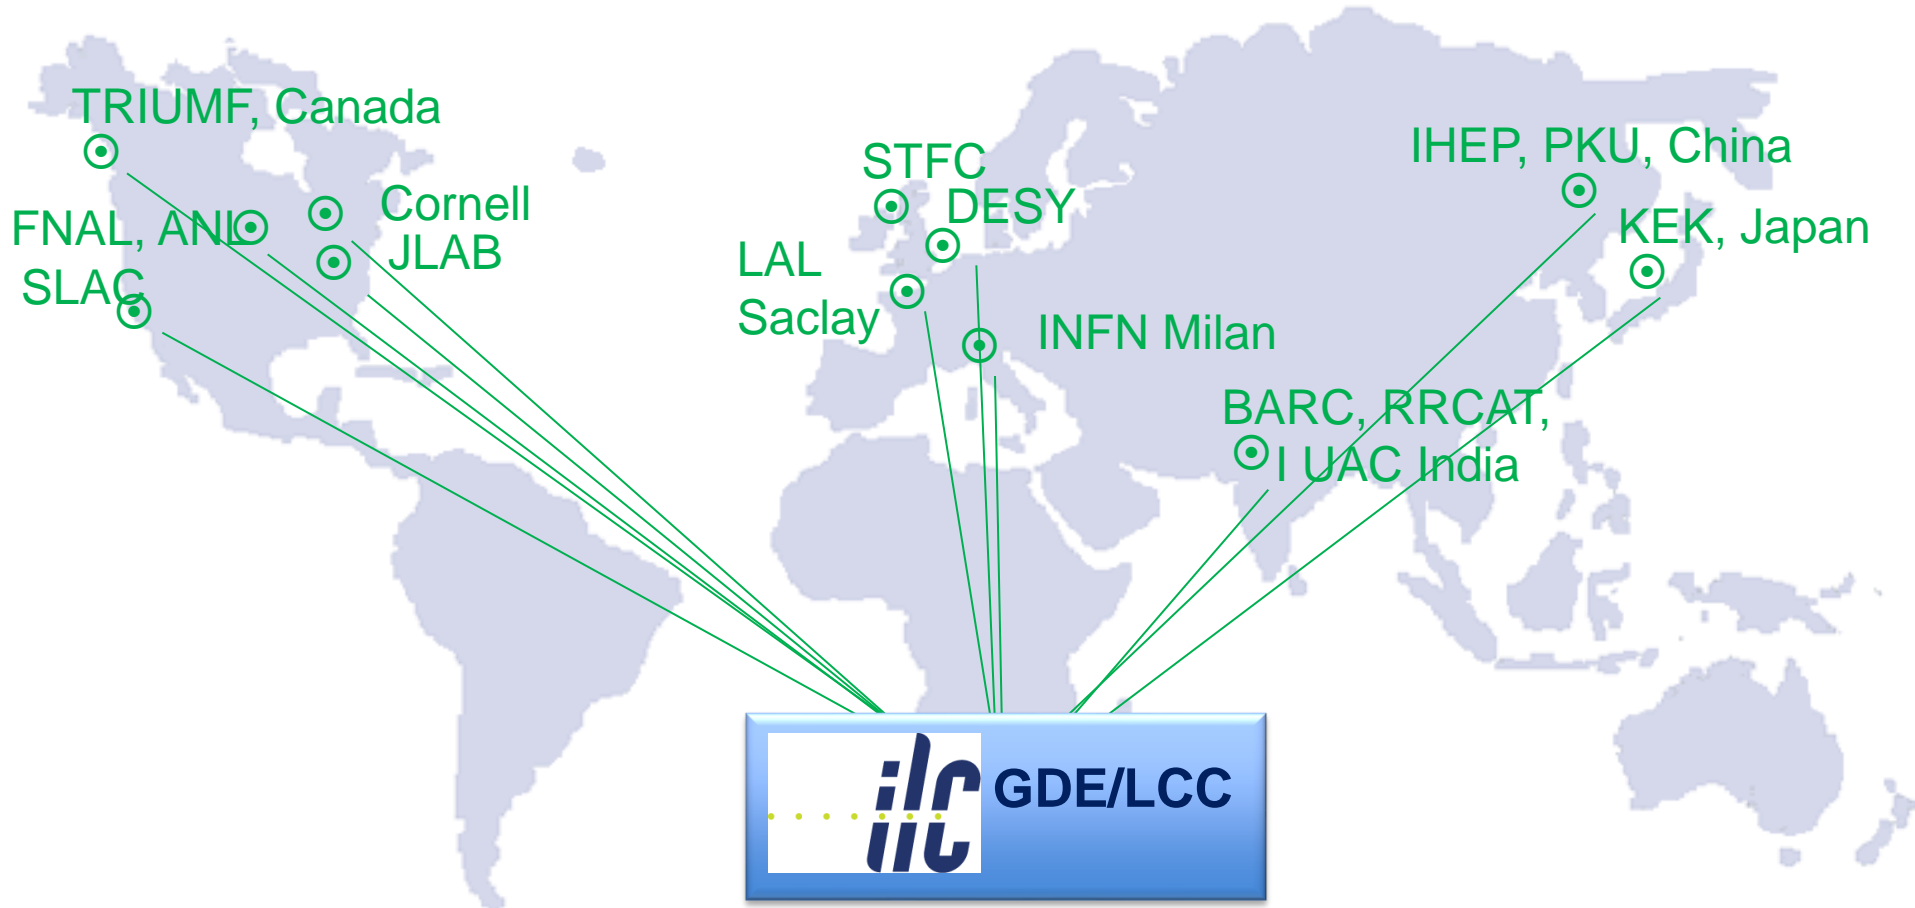 TRIUMF, Canada
STFC
IHEP, PKU, China
Cornell
DESY
FNAL, ANL
KEK, Japan
JLAB
LAL
SLAC
Saclay
INFN Milan
BARC, RRCAT,
I UAC India
ilc GDE/LCC